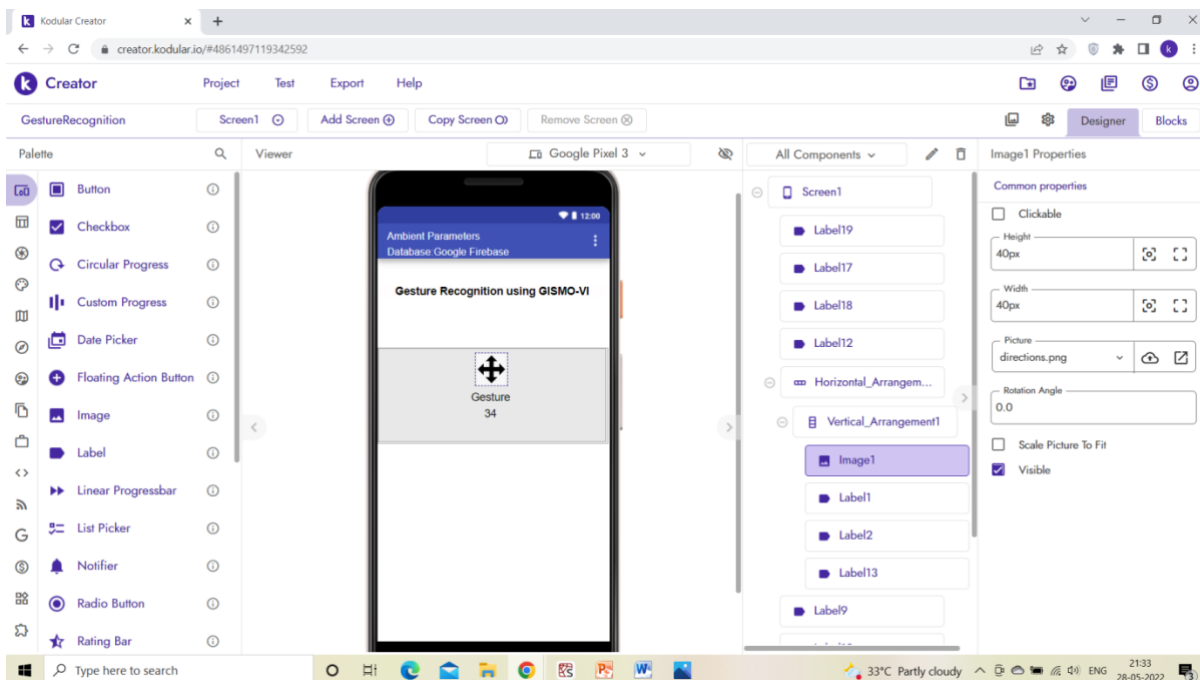 Kodular Creator
creator.kodular.io/#4861497119342592
k
Creator
Project
Test
Export
Help
GestureRecognition
Screen1
Add Screen
Copy Screen
Remove Screen
Designer
Blocks
Palette
Viewer
Google Pixel 3
All Components
Image1 Properties
Button
Checkbox
Circular Progress
Custom Progress
Date Picker
Floating Action Button
Image
Label
Linear Progressbar
List Picker
Notifier
Radio Button
Rating Bar
12:00
Ambient Parameters
Database:Google Firebase
Gesture Recognition using GISMO-VI
Gesture
34
Screen1
Label19
Label17
Label18
Label12
Horizontal_Arrangem...
Vertical_Arrangement1
Image1
Label1
Label2
Label13
Label9
Common properties
Clickable
Height
40px
Width
40px
Picture
directions.png
Rotation Angle
0.0
Scale Picture To Fit
Visible
Type here to search
33°C Partly cloudy
ENG
21:33
28-05-2022